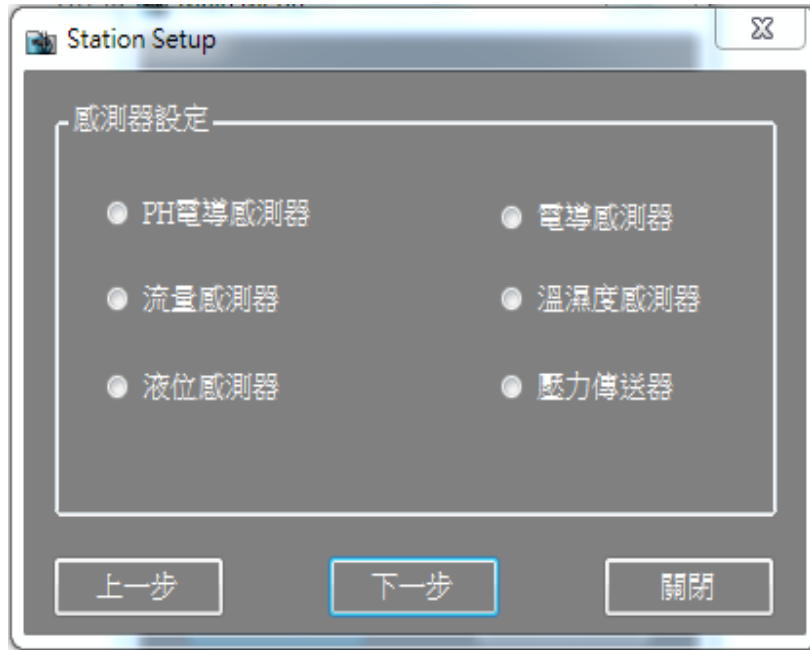 Station Setup
感測器設定
PH電導感測器
電導感測器
流量感測器
溫濕度感測器
液位感測器
壓力傳送器
上一步
下一步
關閉